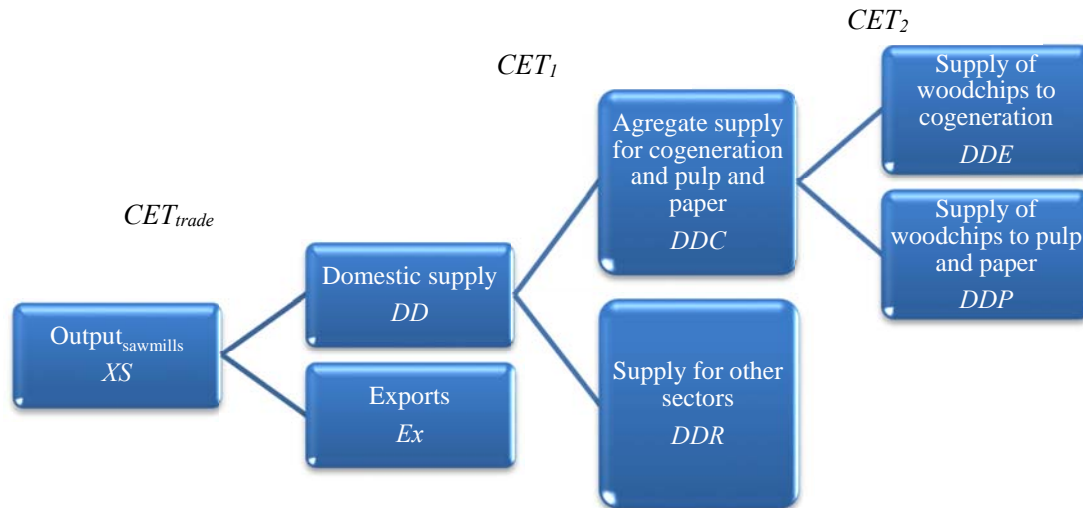 CET2
CET1
Supply of
woodchips to
cogeneration
DDE
Agregate supply
for cogeneration
and pulp and
paper
DDC
CETtrade
Supply of
woodchips to pulp
and paper
DDP
Domestic supply
DD
Outputsawmills
XS
Exports
Ex
Supply for other
sectors
DDR